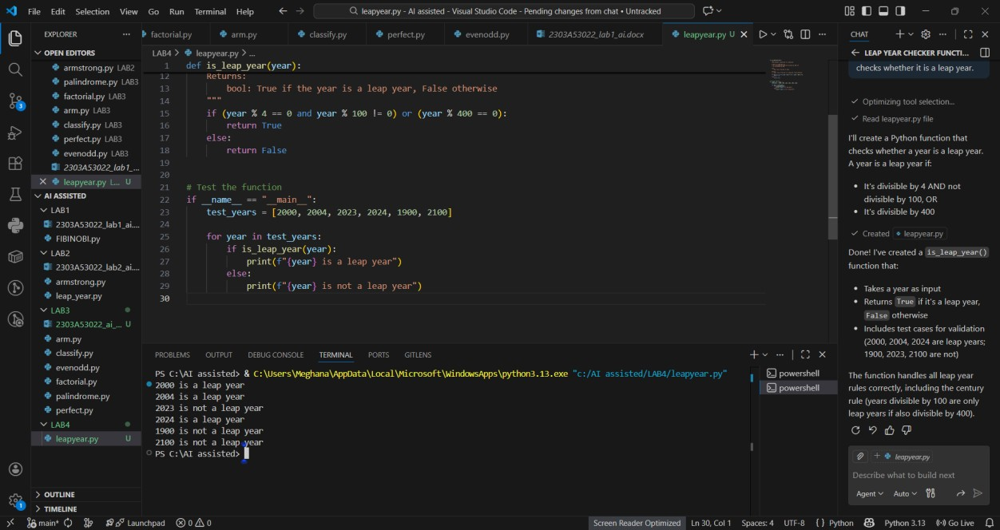 File Edit Selection View Go Run Terminal Help
leapyear.py - AI assisted - Visual Studio Code - Pending changes from chat • Untracked
EXPLORER
OPEN EDITORS
armstrong.py LAB2
palindrome.py LAB3
factorial.py LAB3
arm.py LAB3
classify.py LAB3
perfect.py LAB3
evenodd.py LAB3
2303A53022_lab1_...
leapyear.py L... U
AI ASSISTED
LAB1
2303A53022_lab1_ai....
FIBINOBI.py
LAB2
2303A53022_lab2_ai....
armstrong.py
leap_year.py
LAB3
2303A53022_ai_... U
arm.py
classify.py
evenodd.py
factorial.py
palindrome.py
perfect.py
LAB4
leapyear.py U
OUTLINE
TIMELINE
factorial.py arm.py classify.py perfect.py evenodd.py 2303A53022_lab1_ai.docx leapyear.py U
LAB4 > leapyear.py > ...
1 def is_leap_year(year):
12 Returns:
13 bool: True if the year is a leap year, False otherwise
14 """
15 if (year % 4 == 0 and year % 100 != 0) or (year % 400 == 0):
16 return True
17 else:
18 return False
19
20
21 # Test the function
22 if __name__ == "__main__":
23 test_years = [2000, 2004, 2023, 2024, 1900, 2100]
24
25 for year in test_years:
26 if is_leap_year(year):
27 print(f"{year} is a leap year")
28 else:
29 print(f"{year} is not a leap year")
30
PROBLEMS OUTPUT DEBUG CONSOLE TERMINAL PORTS GITLENS
PS C:\AI assisted> & C:\Users\Meghana\AppData\Local\Microsoft\WindowsApps\python3.13.exe "c:/AI assisted/LAB4/leapyear.py"
2000 is a leap year
2004 is a leap year
2023 is not a leap year
2024 is a leap year
1900 is not a leap year
2100 is not a leap year
PS C:\AI assisted>
powershell
powershell
CHAT
LEAP YEAR CHECKER FUNCTI...
checks whether it is a leap year.
Optimizing tool selection...
Read leapyear.py file
I'll create a Python function that
checks whether a year is a leap year.
A year is a leap year if:
• It's divisible by 4 AND not
divisible by 100, OR
• It's divisible by 400
Created leapyear.py
Done! I've created a is_leap_year()
function that:
• Takes a year as input
• Returns True if it's a leap year,
False otherwise
• Includes test cases for validation
(2000, 2004, 2024 are leap years;
1900, 2023, 2100 are not)
The function handles all leap year
rules correctly, including the century
rule (years divisible by 100 are only
leap years if also divisible by 400).
leapyear.py
Describe what to build next
Agent Auto
3
1
main* Launchpad 0 0
Screen Reader Optimized Ln 30, Col 1 Spaces: 4 UTF-8 { } Python Python 3.13 Go Live